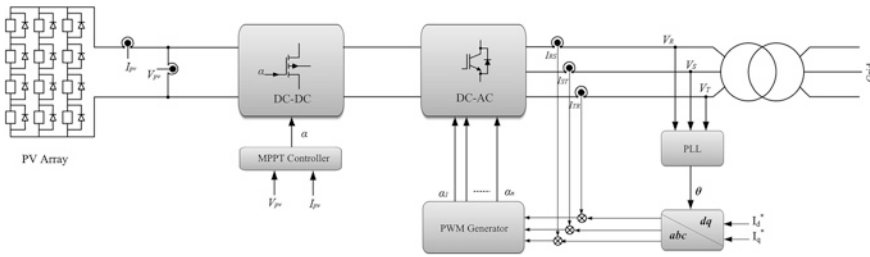 I_pv
V_pv
α
DC-DC
DC-AC
I_RS
I_ST
I_TR
V_R
V_S
V_T
PV Array
α
MPPT Controller
V_pv
I_pv
α_1
........
α_n
PWM Generator
PLL
θ
dq
abc
I_d*
I_q*